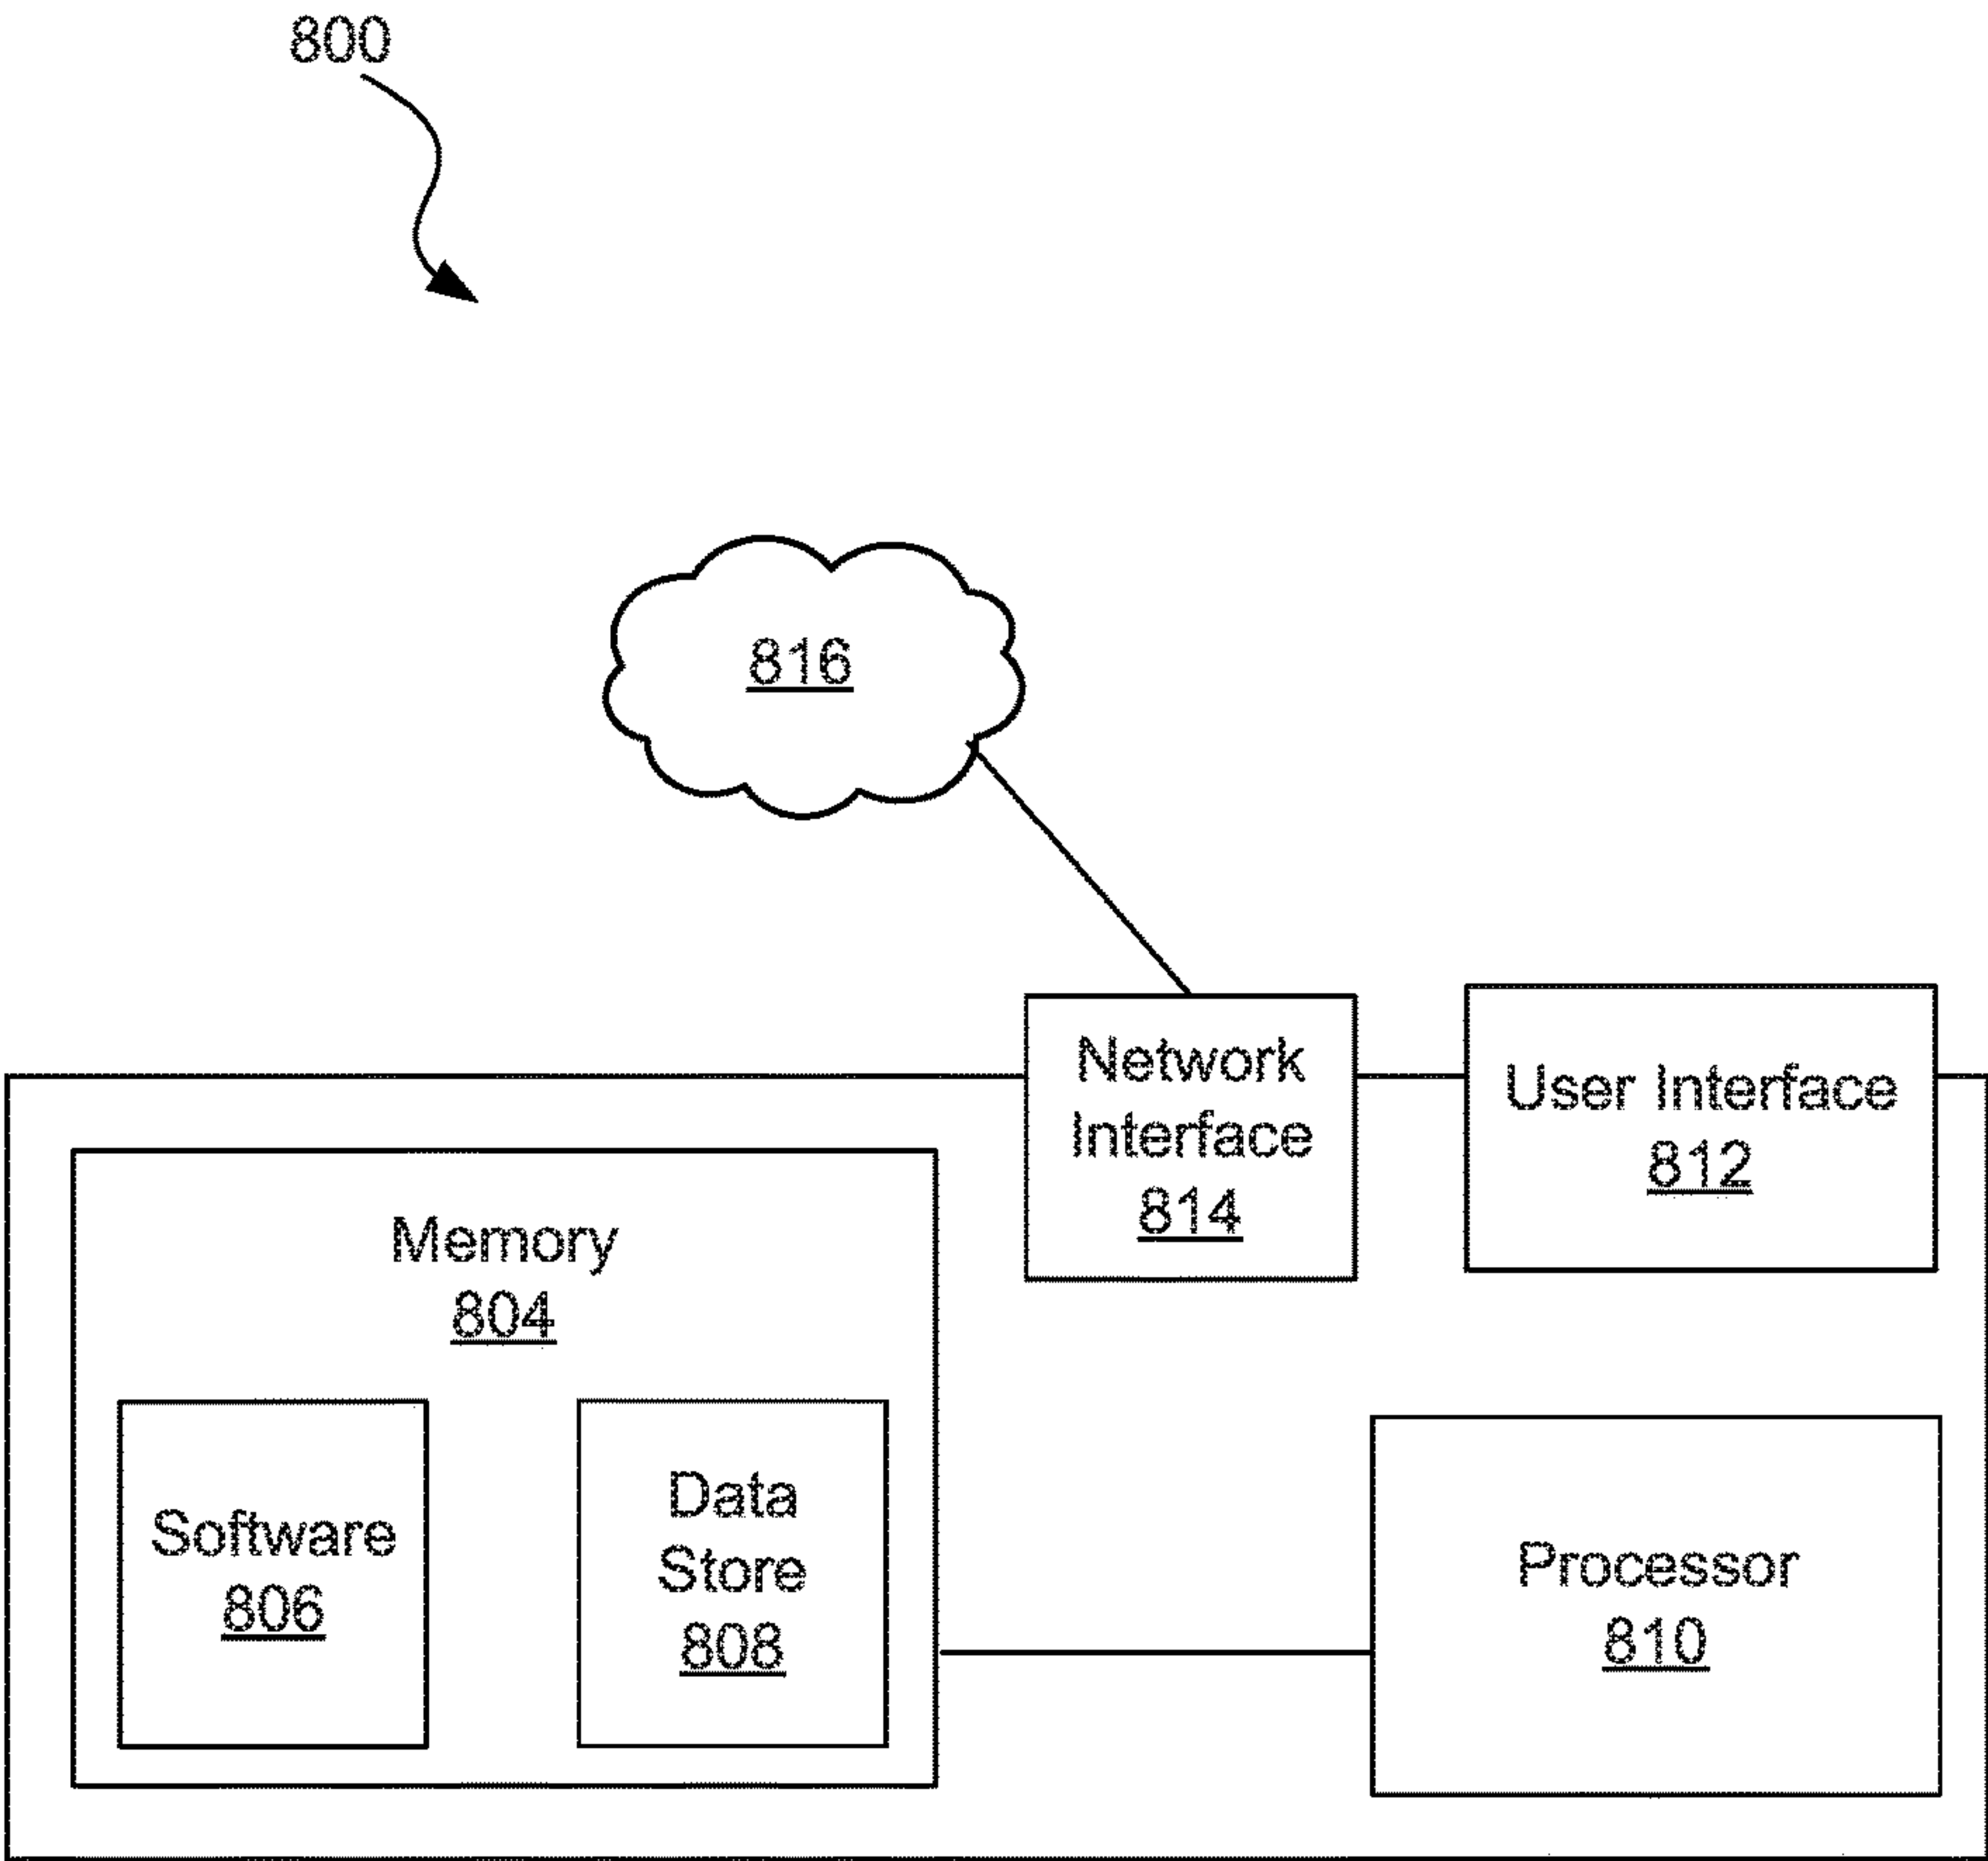 800
816
Network
Interface
814
User Interface
812
Memory
804
Software
806
Data
Store
808
Processor
810